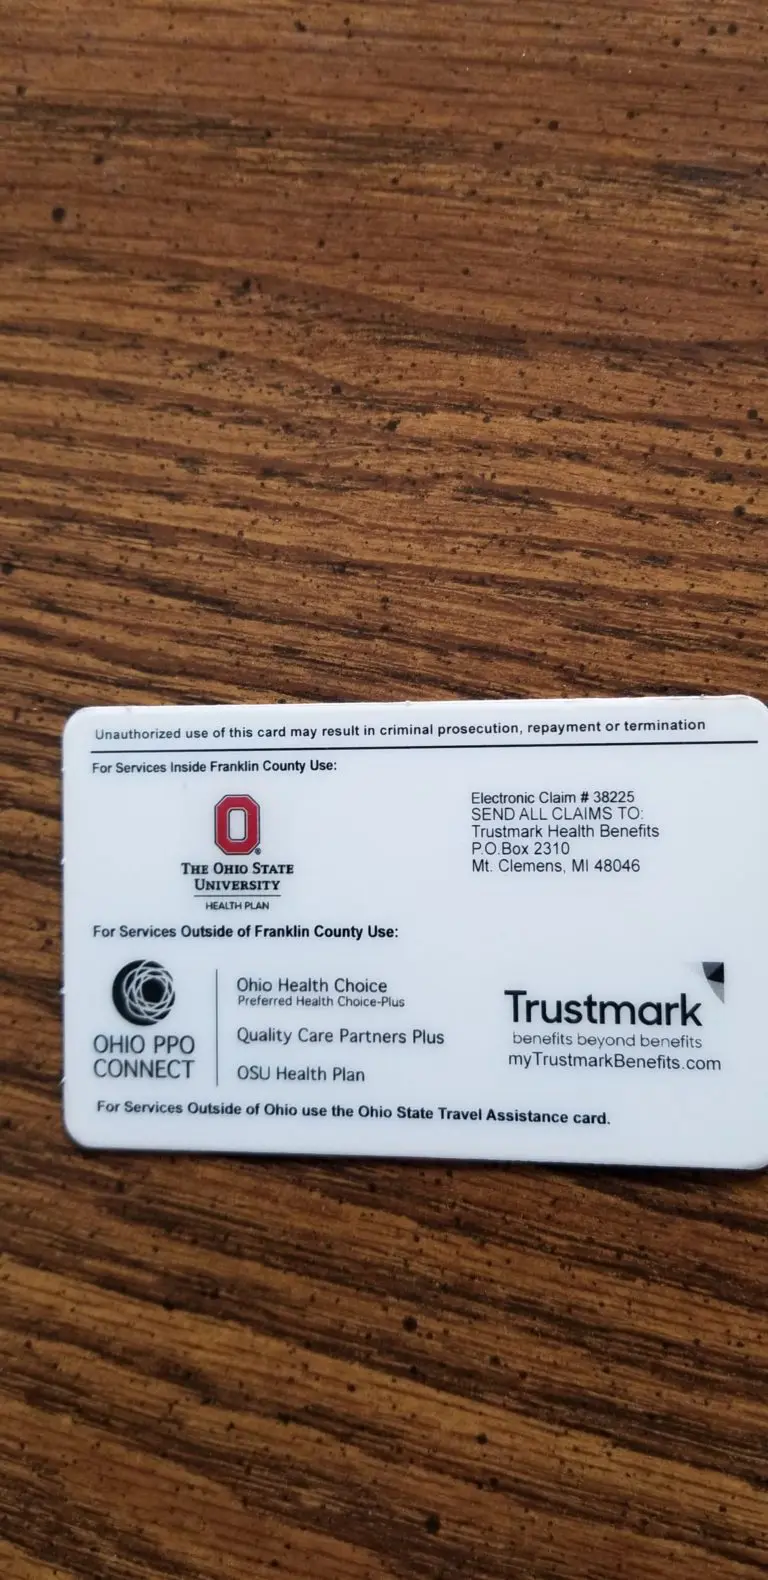 Unauthorized use of this card may result in criminal prosecution, repayment or termination
For Services Inside Franklin County Use:
O
®
THE OHIO STATE
UNIVERSITY
HEALTH PLAN
Electronic Claim # 38225
SEND ALL CLAIMS TO:
Trustmark Health Benefits
P.O.Box 2310
Mt. Clemens, MI 48046
For Services Outside of Franklin County Use:
OHIO PPO
CONNECT
Ohio Health Choice
Preferred Health Choice-Plus
Quality Care Partners Plus
OSU Health Plan
Trustmark
benefits beyond benefits
myTrustmarkBenefits.com
For Services Outside of Ohio use the Ohio State Travel Assistance card.